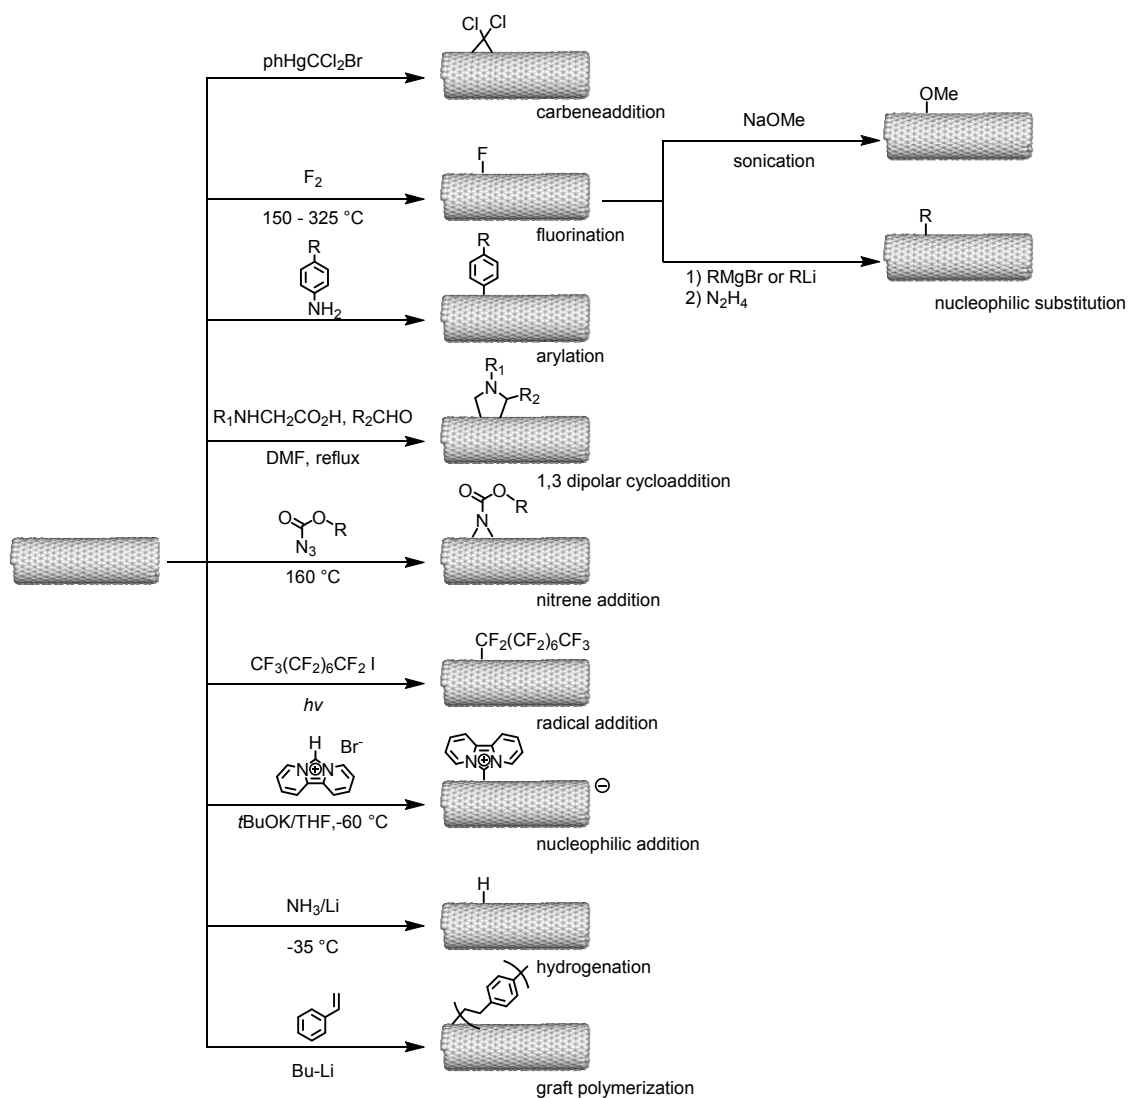 Cl Cl
phHgCCl₂Br
carbeneaddition
F₂
150 - 325 °C
F
fluorination
NaOMe
sonication
OMe
1) RMgBr or RLi
2) N₂H₄
R
nucleophilic substitution
R
NH₂
R
arylation
R₁NHCH₂CO₂H, R₂CHO
DMF, reflux
R₁
N
R₂
1,3 dipolar cycloaddition
O
O
R
N₃
160 °C
O
O
R
N
nitrene addition
CF₃(CF₂)₆CF₂ I
hv
CF₂(CF₂)₆CF₃
radical addition
H
Br⁻
N + N
tBuOK/THF,-60 °C
N + N
−
nucleophilic addition
NH₃/Li
-35 °C
H
hydrogenation
Bu-Li
graft polymerization